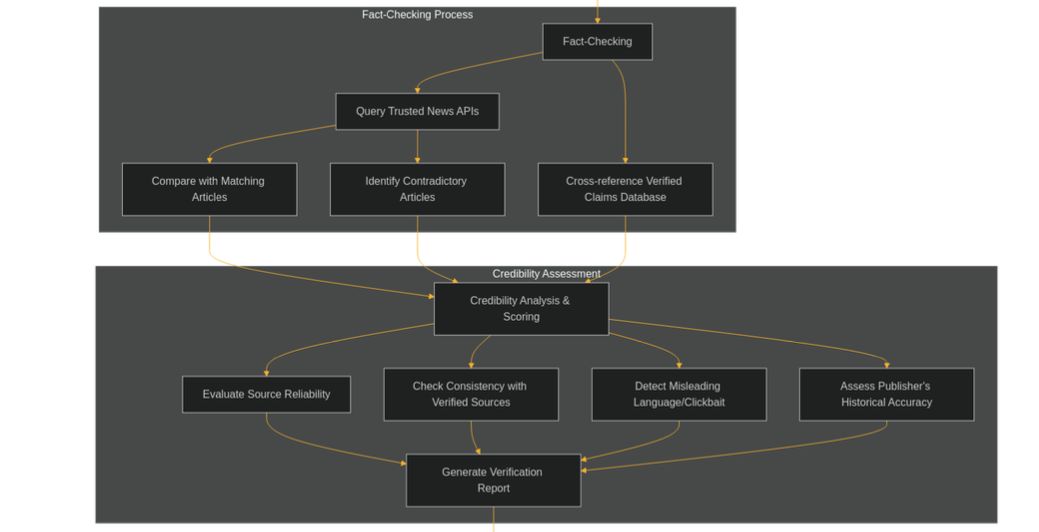 Fact-Checking Process
Fact-Checking
Query Trusted News APIs
Compare with Matching
Articles
Identify Contradictory
Articles
Cross-reference Verified
Claims Database
Credibility Assessment
Credibility Analysis &
Scoring
Evaluate Source Reliability
Check Consistency with
Verified Sources
Detect Misleading
Language/Clickbait
Assess Publisher's
Historical Accuracy
Generate Verification
Report